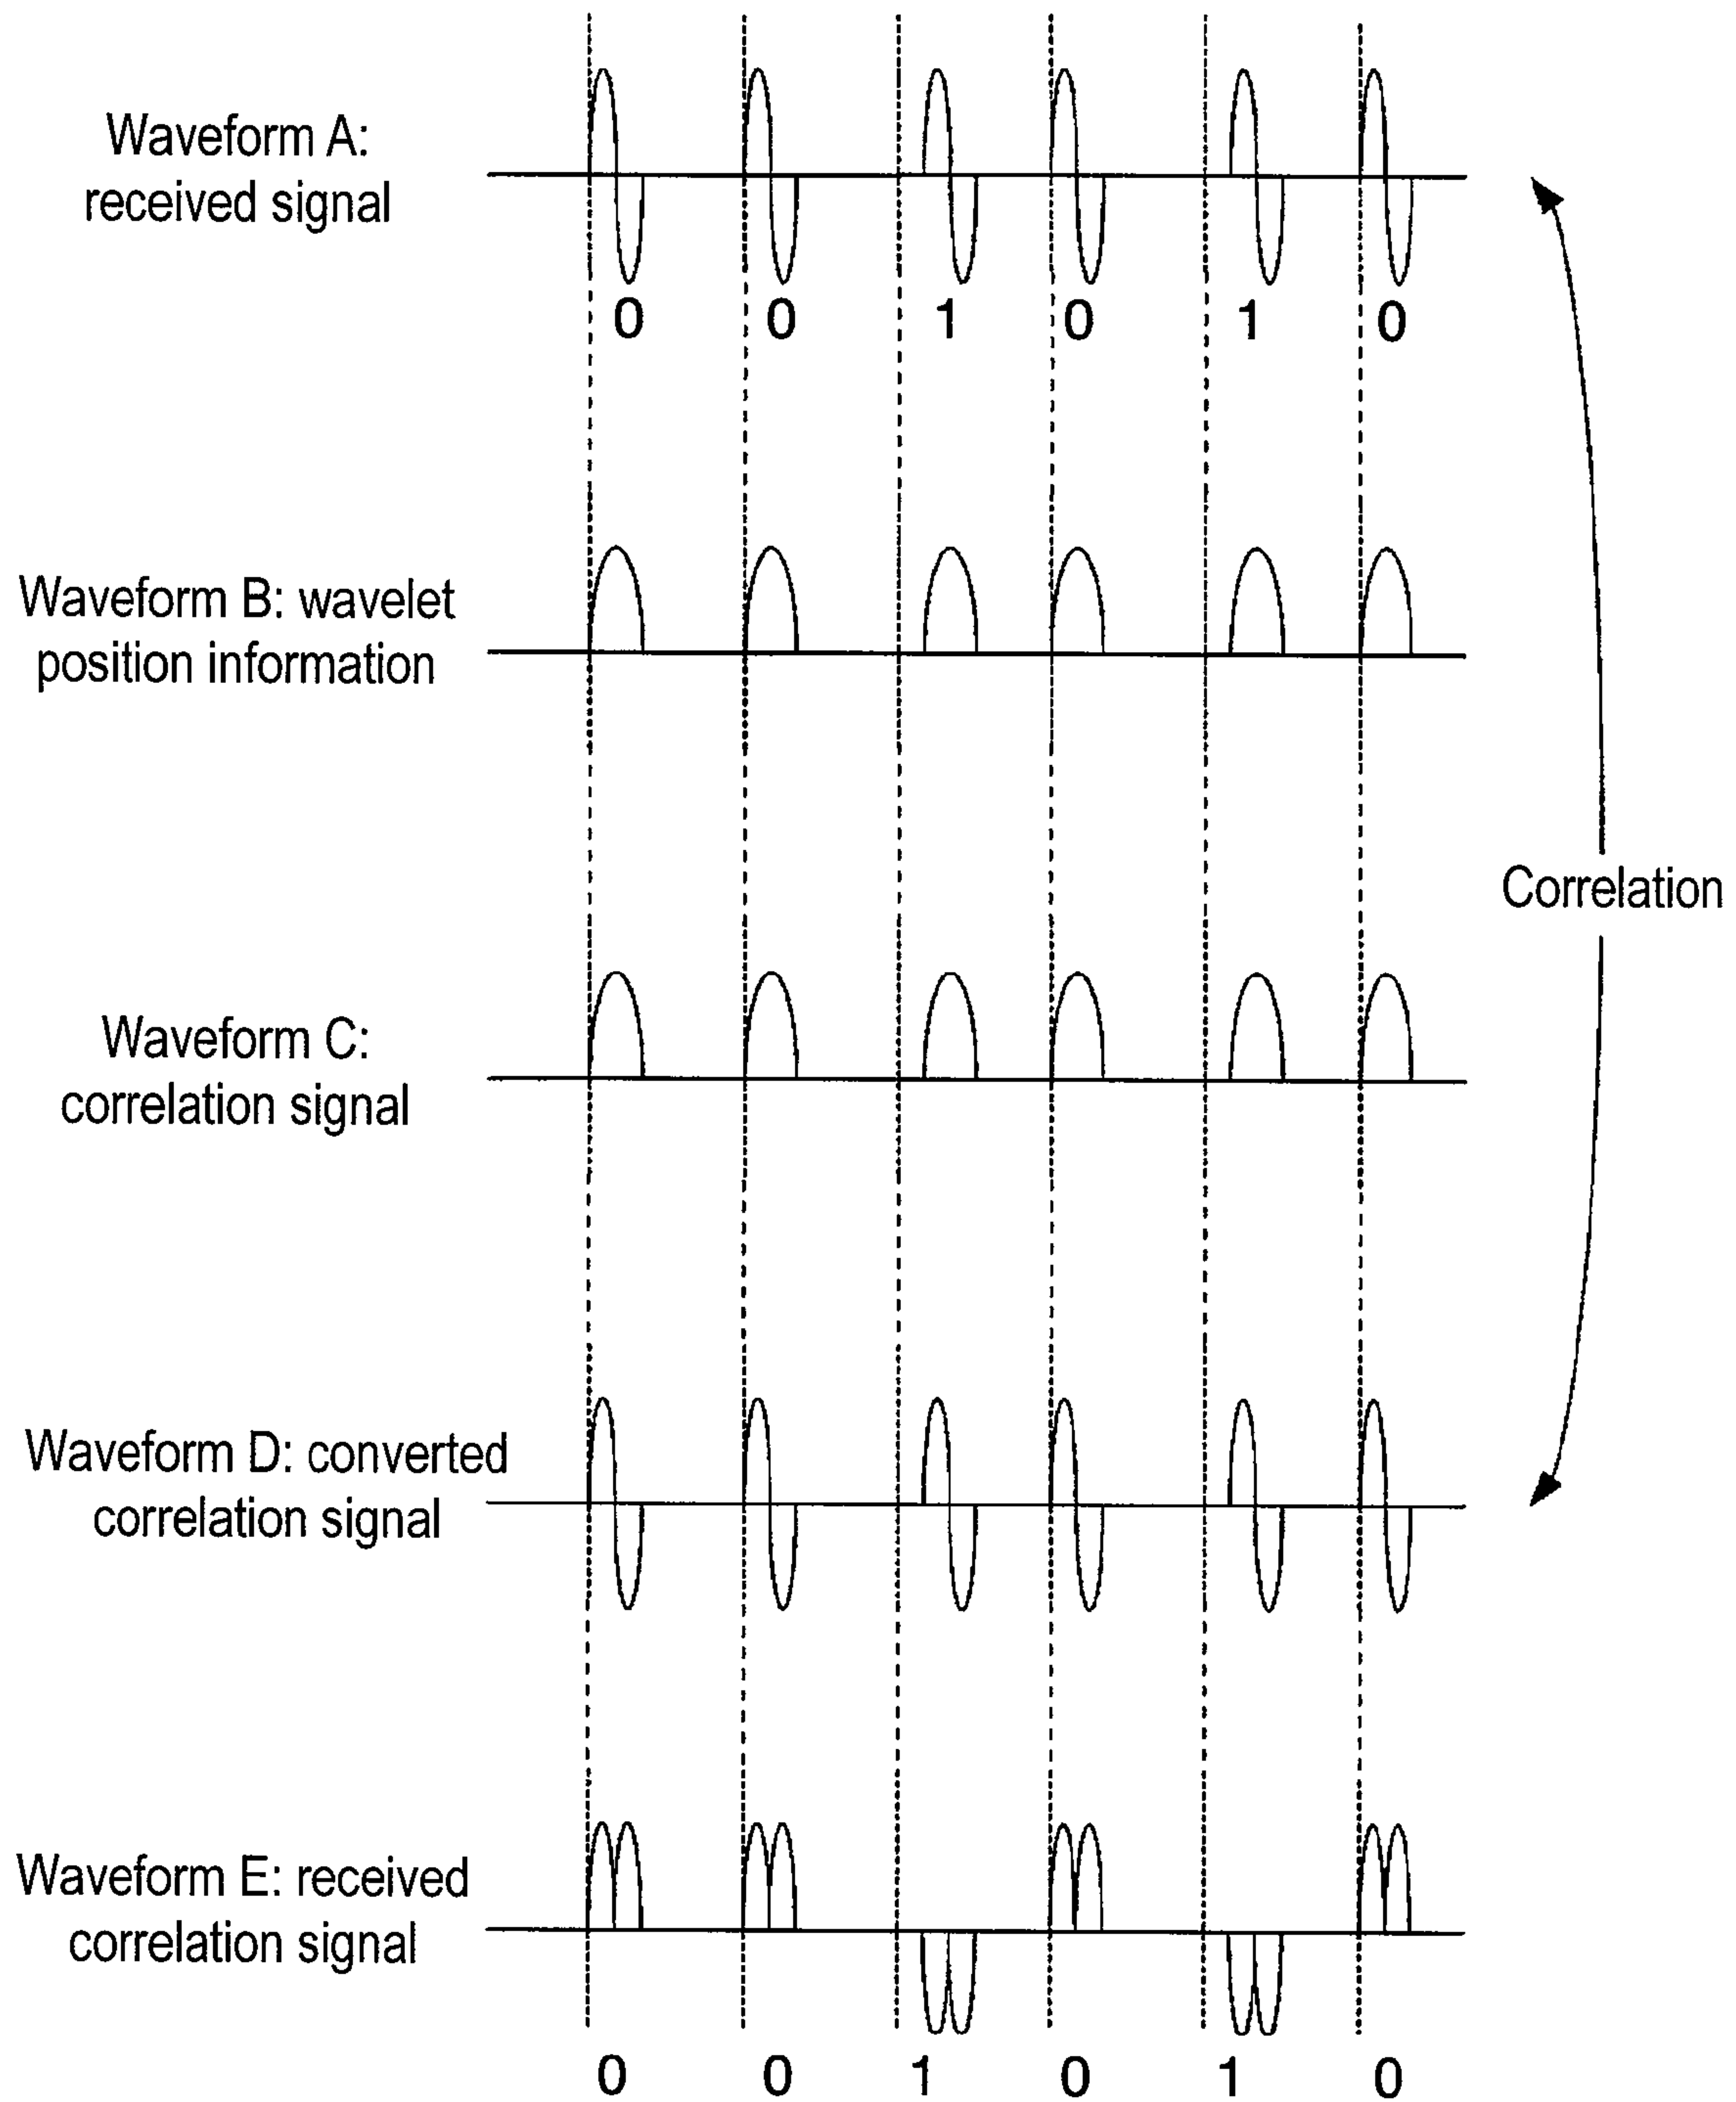 Waveform A:
received signal
0 0 1 0 1 0
Waveform B: wavelet
position information
Correlation
Waveform C:
correlation signal
Waveform D: converted
correlation signal
Waveform E: received
correlation signal
0 0 1 0 1 0